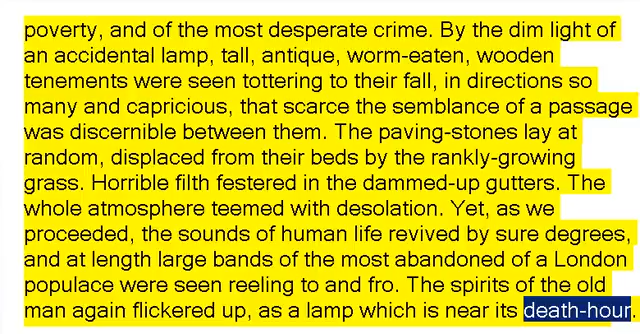 poverty, and of the most desperate crime. By the dim light of
an accidental lamp, tall, antique, worm-eaten, wooden
tenements were seen tottering to their fall, in directions so
many and capricious, that scarce the semblance of a passage
was discernible between them. The paving-stones lay at
random, displaced from their beds by the rankly-growing
grass. Horrible filth festered in the dammed-up gutters. The
whole atmosphere teemed with desolation. Yet, as we
proceeded, the sounds of human life revived by sure degrees,
and at length large bands of the most abandoned of a London
populace were seen reeling to and fro. The spirits of the old
man again flickered up, as a lamp which is near its death-hour.